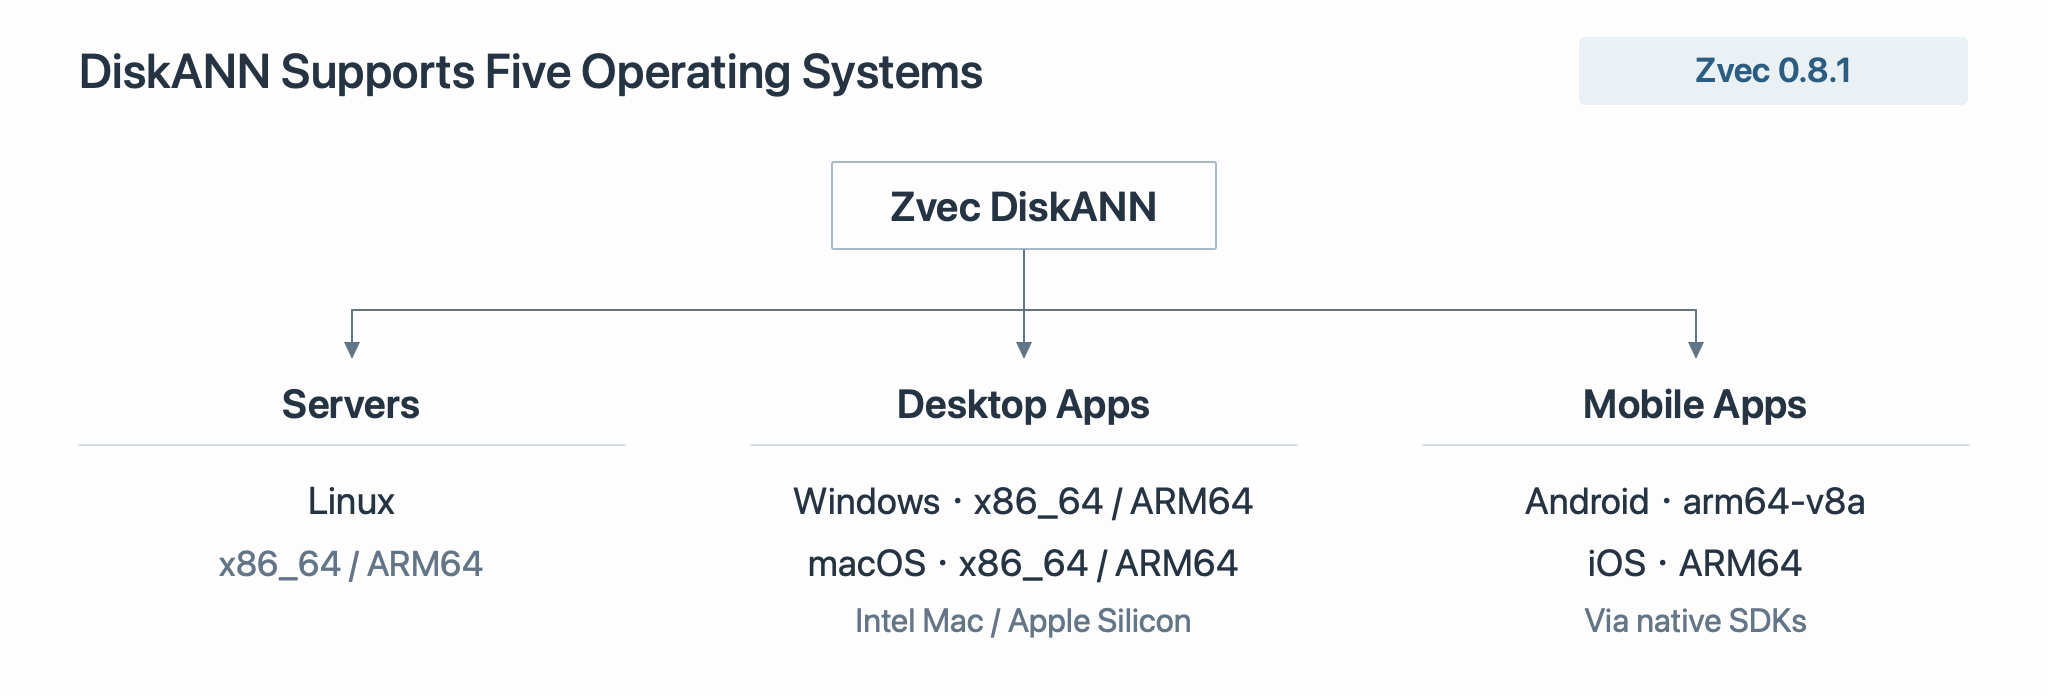 DiskANN Supports Five Operating Systems
Zvec 0.8.1
Zvec DiskANN
Servers
Linux
x86_64 / ARM64
Desktop Apps
Windows · x86_64 / ARM64
macOS · x86_64 / ARM64
Intel Mac / Apple Silicon
Mobile Apps
Android · arm64-v8a
iOS · ARM64
Via native SDKs